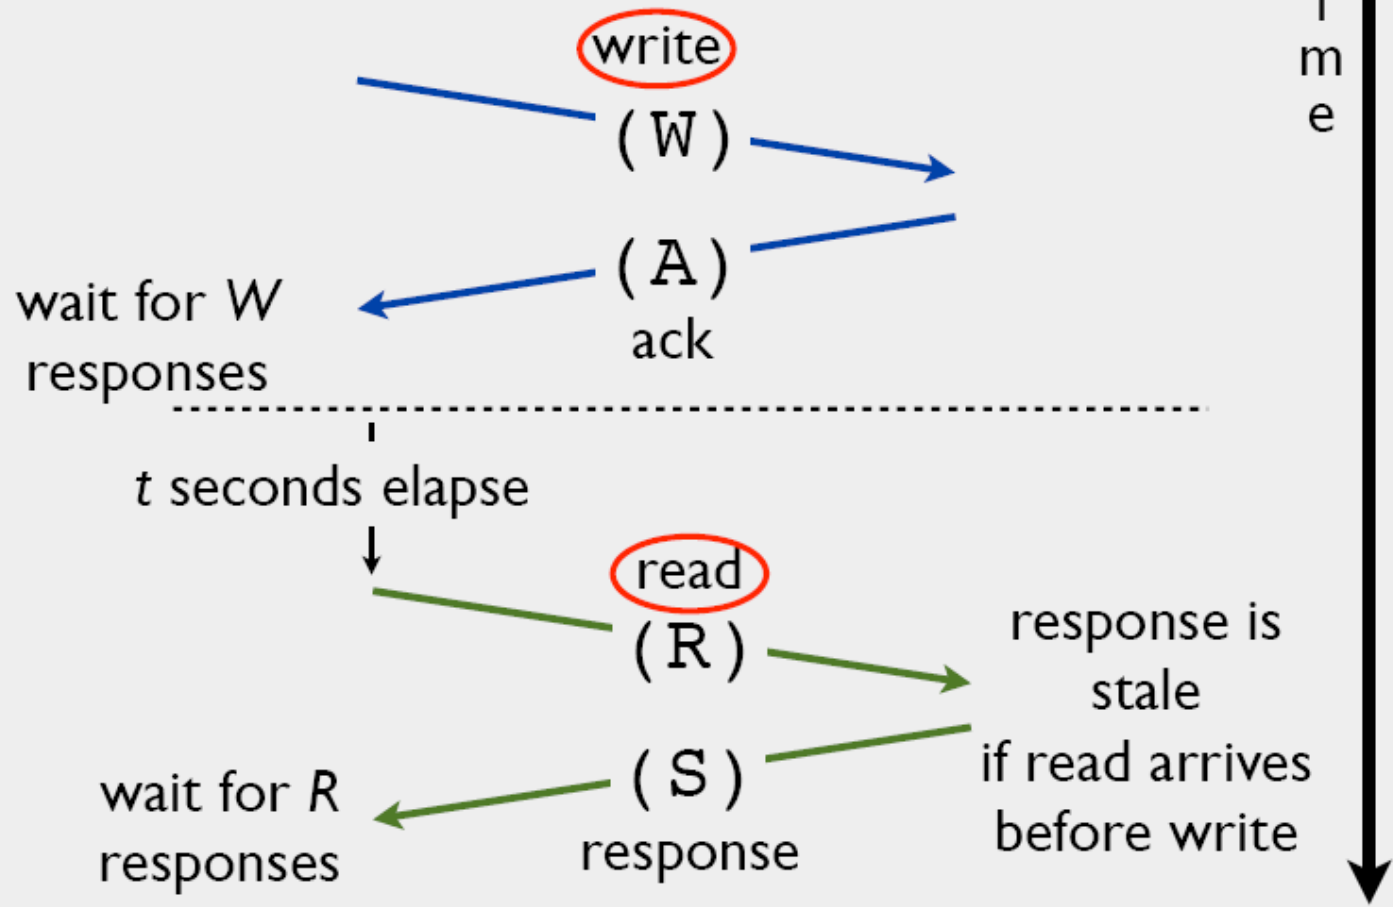 write
(W)
(A)
ack
wait for W
responses
t seconds elapse
read
(R)
(S)
response
wait for R
responses
response is
stale
if read arrives
before write
m
e